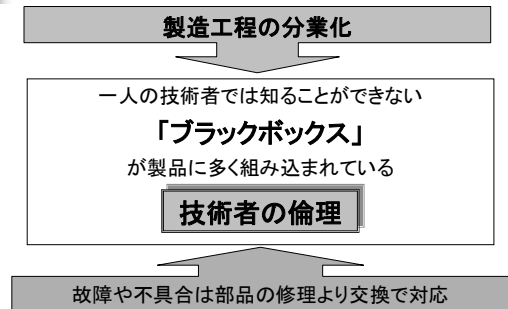 製造工程の分業化
一人の技術者では知ることができない
「ブラックボックス」
が製品に多く組み込まれている
技術者の倫理
故障や不具合は部品の修理より交換で対応